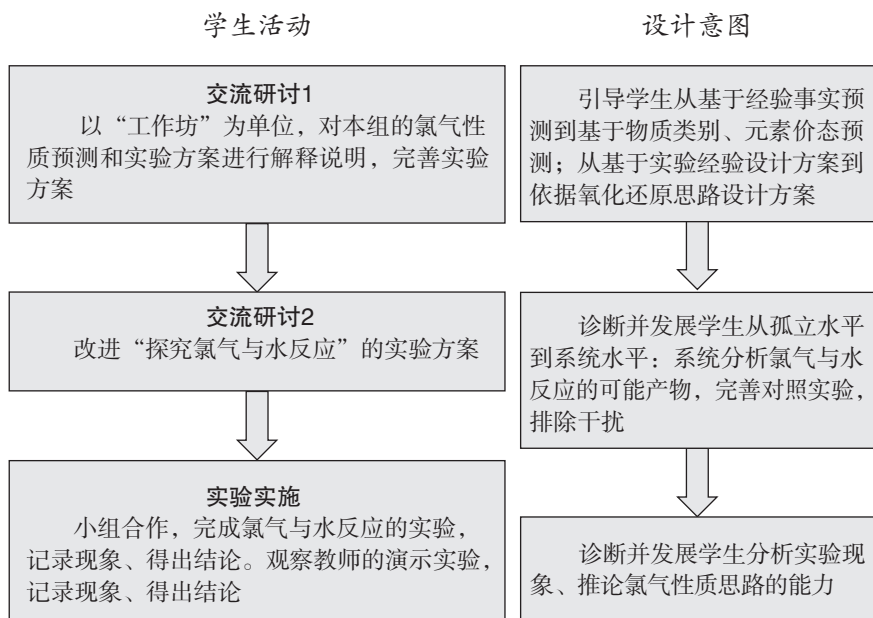 学生活动
交流研讨1
以“工作坊”为单位，对本组的氯气性
质预测和实验方案进行解释说明，完善实验
方案
交流研讨2
改进“探究氯气与水反应”的实验方案
实验实施
小组合作，完成氯气与水反应的实验，
记录现象、得出结论。观察教师的演示实验，
记录现象、得出结论
设计意图
引导学生从基于经验事实预
测到基于物质类别、元素价态预
测；从基于实验经验设计方案到
依据氧化还原思路设计方案
诊断并发展学生从孤立水平
到系统水平：系统分析氯气与水
反应的可能产物，完善对照实验，
排除干扰
诊断并发展学生分析实验现
象、推论氯气性质思路的能力